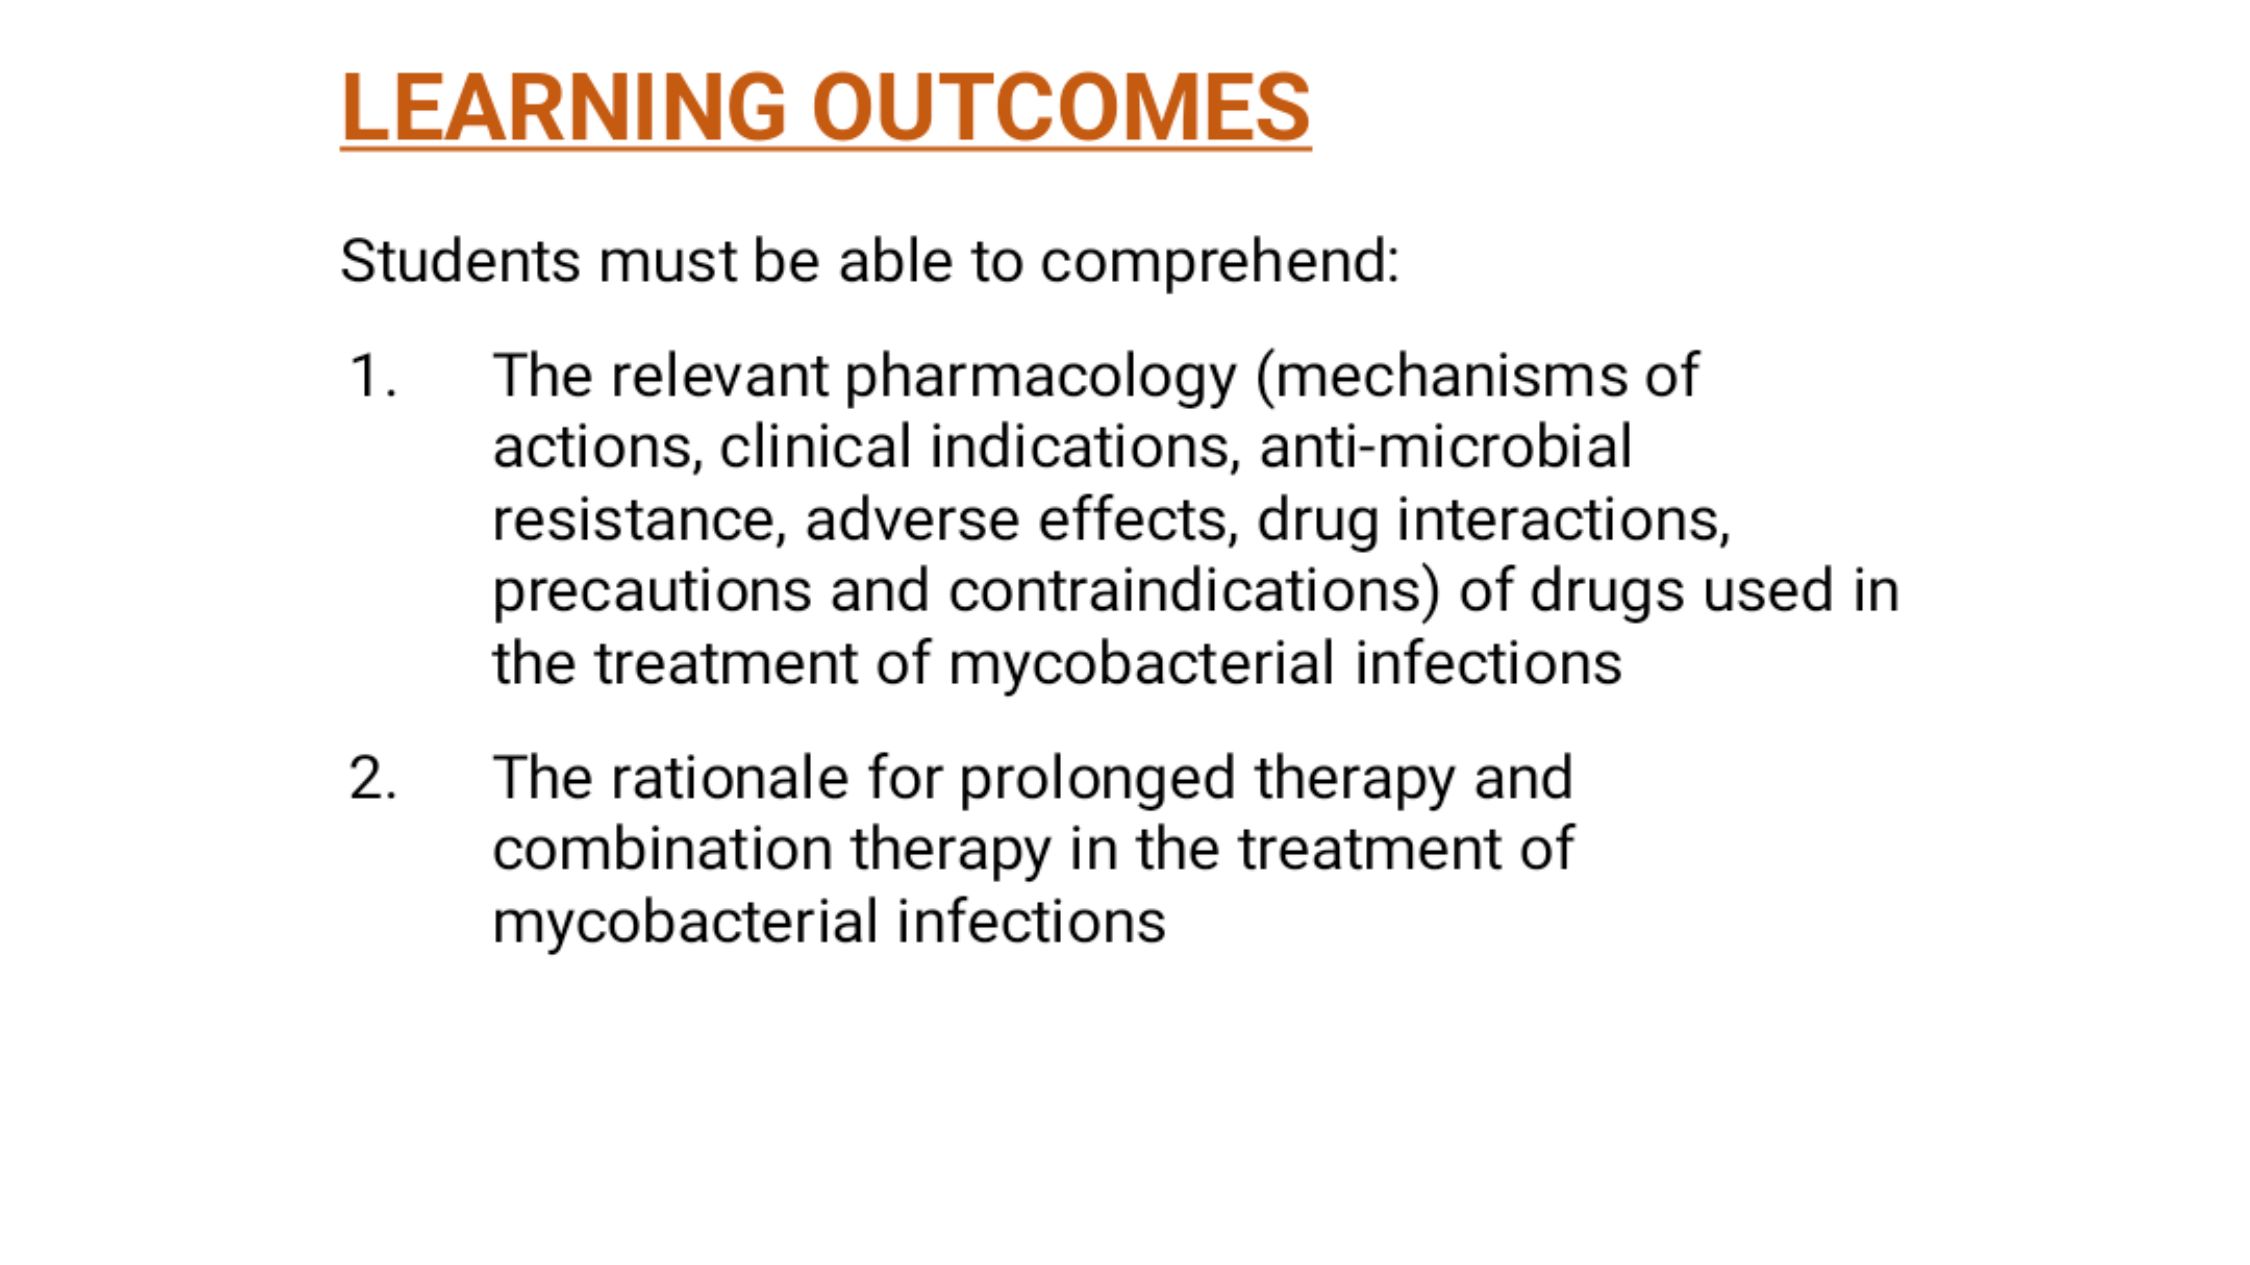 LEARNING OUTCOMES
Students must be able to comprehend:
1. The relevant pharmacology (mechanisms of
actions, clinical indications, anti-microbial
resistance, adverse effects, drug interactions,
precautions and contraindications) of drugs used in
the treatment of mycobacterial infections
2. The rationale for prolonged therapy and
combination therapy in the treatment of
mycobacterial infections